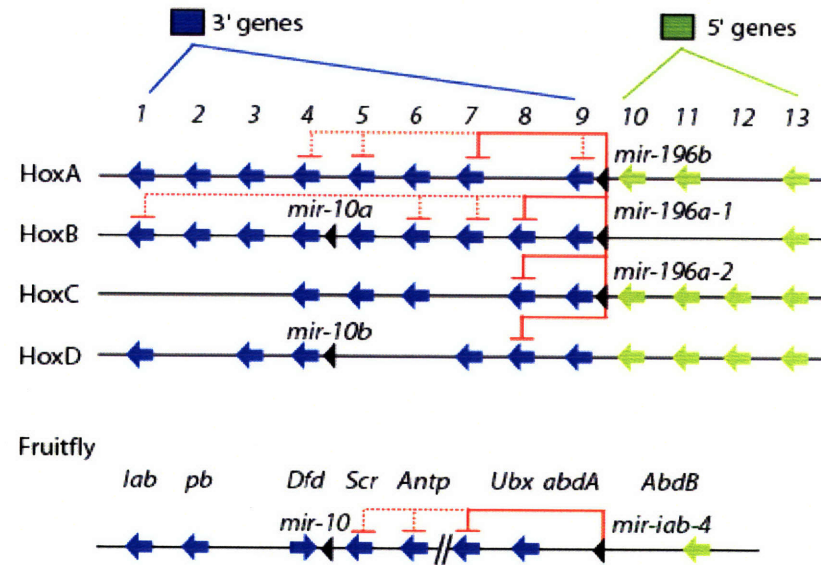 3' genes 5' genes
1 2 3 4 5 6 7 8 9 10 11 12 13
HoxA mir-196b
HoxB mir-10a mir-196a-1
HoxC mir-196a-2
HoxD mir-10b
Fruitfly
lab pb Dfd Scr Antp Ubx abdA AbdB
mir-10 mir-iab-4